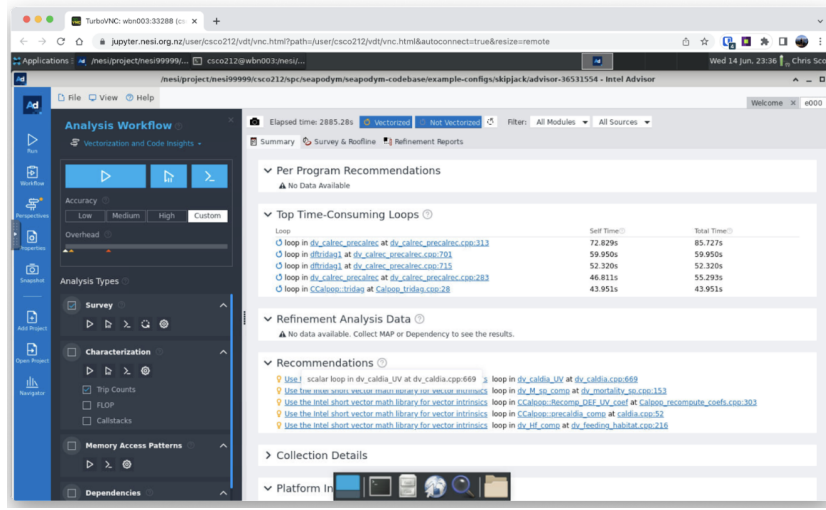 TurboVNC: wbn003:33288 (cs
jupyter.nesi.org.nz/user/csco212/vdt/vnc.html?path=/user/csco212/vdt/vnc.html&autoconnect=true&resize=remote
Applications /nesi/project/nesi99999/... csco212@wbn003:/nesi/... Wed 14 Jun, 23:36 Chris Sco
/nesi/project/nesi99999/csco212/spc/seapodym/seapodym-codebase/example-configs/skipjack/advisor-36531554 - Intel Advisor
File View Help
Welcome e000
Ad
Run
Workflow
Perspectives
Properties
Snapshot
Add Project
Open Project
Navigator
Analysis Workflow
Vectorization and Code Insights
Accuracy
Low Medium High Custom
Overhead
Analysis Types
Survey
Characterization
Trip Counts
FLOP
Callstacks
Memory Access Patterns
Dependencies
Elapsed time: 2885.28s Vectorized Not Vectorized Filter: All Modules All Sources
Summary Survey & Roofline Refinement Reports
Per Program Recommendations
No Data Available
Top Time-Consuming Loops
Loop Self Time Total Time
loop in dv_calrec_precalrec at dv_calrec_precalrec.cpp:313 72.829s 85.727s
loop in dftridag1 at dv_calrec_precalrec.cpp:701 59.950s 59.950s
loop in dftridag1 at dv_calrec_precalrec.cpp:715 52.320s 52.320s
loop in dv_calrec_precalrec at dv_calrec_precalrec.cpp:283 46.811s 55.293s
loop in CCalpop::tridag at Calpop_tridag.cpp:28 43.951s 43.951s
Refinement Analysis Data
No data available. Collect MAP or Dependency to see the results.
Recommendations
Use scalar loop in dv_caldia_UV at dv_caldia.cpp:669 s loop in dv_caldia_UV at dv_caldia.cpp:669
Use the Intel short vector math library for vector intrinsics loop in dv_M_sp_comp at dv_mortality_sp.cpp:153
Use the Intel short vector math library for vector intrinsics loop in CCalpop::Recomp_DEF_UV_coef at Calpop_recompute_coefs.cpp:303
Use the Intel short vector math library for vector intrinsics loop in CCalpop::precaldia_comp at caldia.cpp:52
Use the Intel short vector math library for vector intrinsics loop in dv_Hf_comp at dv_feeding_habitat.cpp:216
Collection Details
Platform In